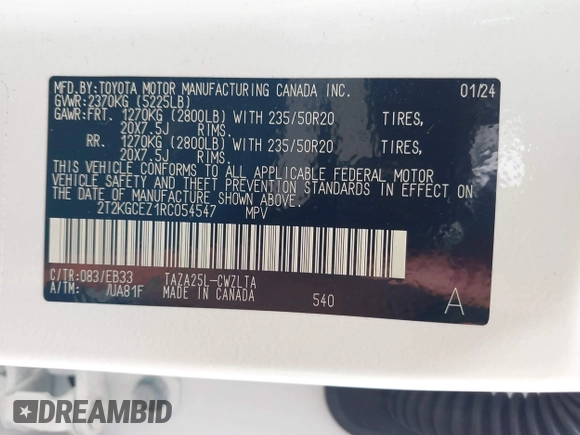 MFD.BY:TOYOTA MOTOR MANUFACTURING CANADA INC. 01/24
GVWR:2370KG (5225LB)
GAWR:FRT. 1270KG (2800LB) WITH 235/50R20 TIRES,
20X7.5J RIMS.
RR. 1270KG (2800LB) WITH 235/50R20 TIRES,
20X7.5J RIMS.
THIS VEHICLE CONFORMS TO ALL APPLICABLE FEDERAL MOTOR
VEHICLE SAFETY AND THEFT PREVENTION STANDARDS IN EFFECT ON
THE DATE OF MANUFACTURE SHOWN ABOVE.
2T2KGCEZ1RC054547 MPV
C/TR:083/EB33 TAZA25L-CWZLTA
A/TM: /UA81F MADE IN CANADA 540 A
DREAMBID